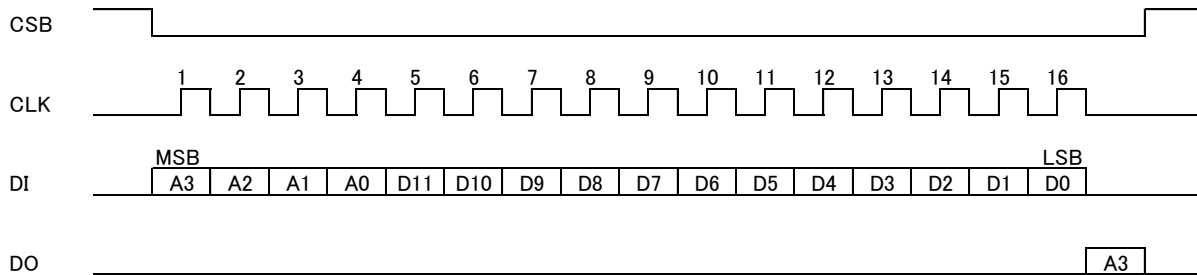 CSB
1 2 3 4 5 6 7 8 9 10 11 12 13 14 15 16
CLK
MSB LSB
DI A3 A2 A1 A0 D11 D10 D9 D8 D7 D6 D5 D4 D3 D2 D1 D0
DO A3